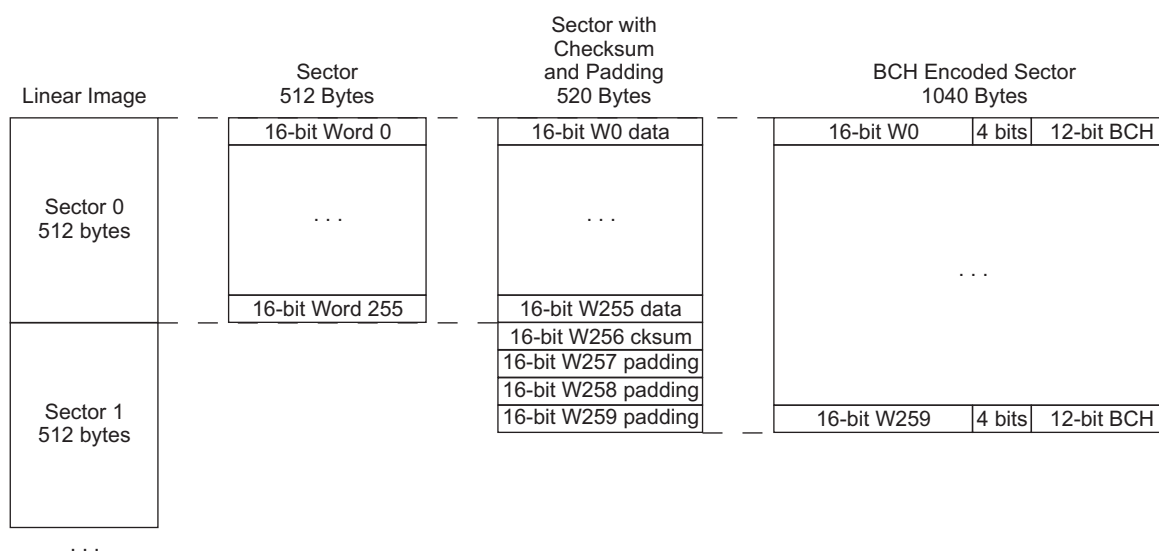 Linear Image
Sector 0
512 bytes
Sector 1
512 bytes
. . .
Sector
512 Bytes
16-bit Word 0
. . .
16-bit Word 255
Sector with
Checksum
and Padding
520 Bytes
16-bit W0 data
. . .
16-bit W255 data
16-bit W256 cksum
16-bit W257 padding
16-bit W258 padding
16-bit W259 padding
BCH Encoded Sector
1040 Bytes
16-bit W0 4 bits 12-bit BCH
. . .
16-bit W259 4 bits 12-bit BCH